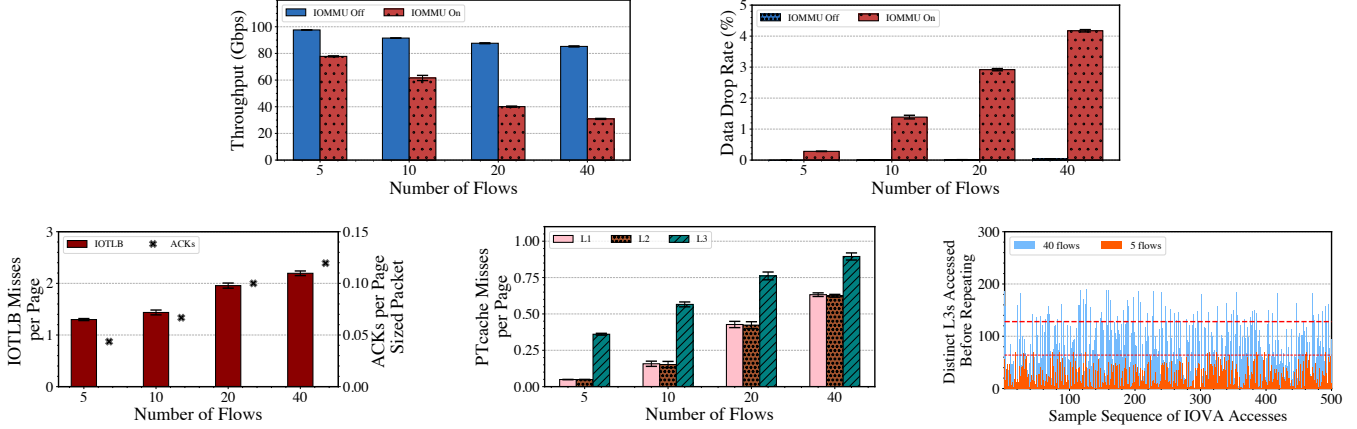 IOMMU Off IOMMU On
Throughput (Gbps)
100
80
60
40
20
0
5 10 20 40
Number of Flows
IOMMU Off IOMMU On
Data Drop Rate (%)
5
4
3
2
1
0
5 10 20 40
Number of Flows
IOTLB ACKs
IOTLB Misses
per Page
3
2
1
0
0.15
0.10
0.05
0.00
ACKs per Page
Sized Packet
5 10 20 40
Number of Flows
L1 L2 L3
PTcache Misses
per Page
1.00
0.75
0.50
0.25
0.00
5 10 20 40
Number of Flows
40 flows 5 flows
Distinct L3s Accessed
Before Repeating
300
200
100
0
100 200 300 400 500
Sample Sequence of IOVA Accesses